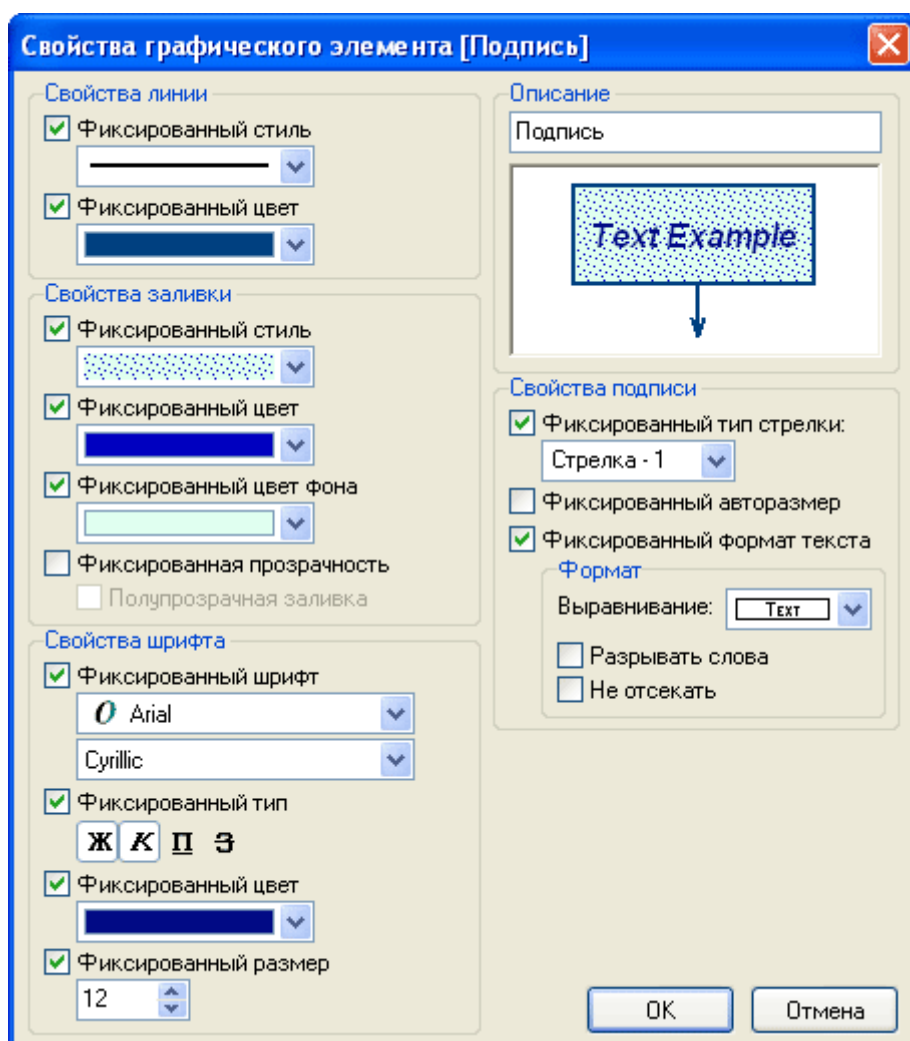 Свойства графического элемента [Подпись]
Свойства линии
Фиксированный стиль
Фиксированный цвет
Свойства заливки
Фиксированный стиль
Фиксированный цвет
Фиксированный цвет фона
Фиксированная прозрачность
Полупрозрачная заливка
Свойства шрифта
Фиксированный шрифт
O Arial
Cyrillic
Фиксированный тип
Ж К П З
Фиксированный цвет
Фиксированный размер
12
Описание
Подпись
Text Example
Свойства подписи
Фиксированный тип стрелки:
Стрелка - 1
Фиксированный авторазмер
Фиксированный формат текста
Формат
Выравнивание: Text
Разрывать слова
Не отсекать
OK Отмена